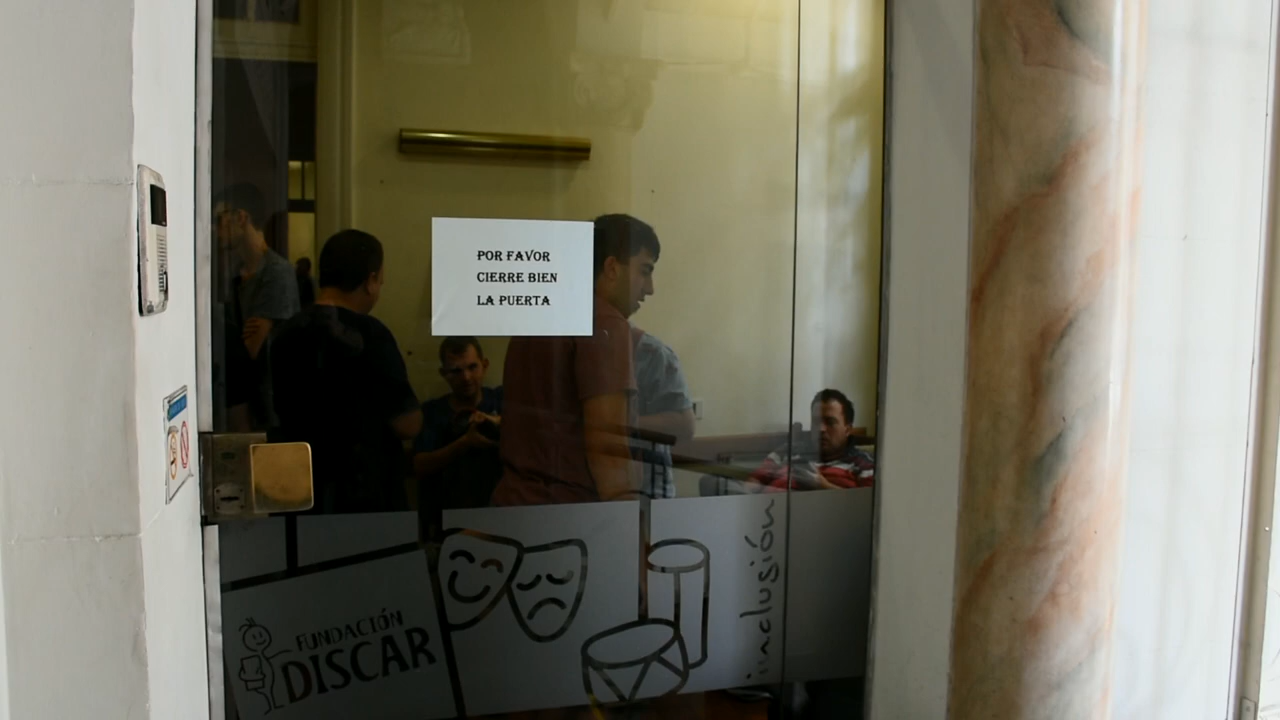 POR FAVOR
CIERRE BIEN
LA PUERTA
FUNDACIÓN
DISCAR
inclusión